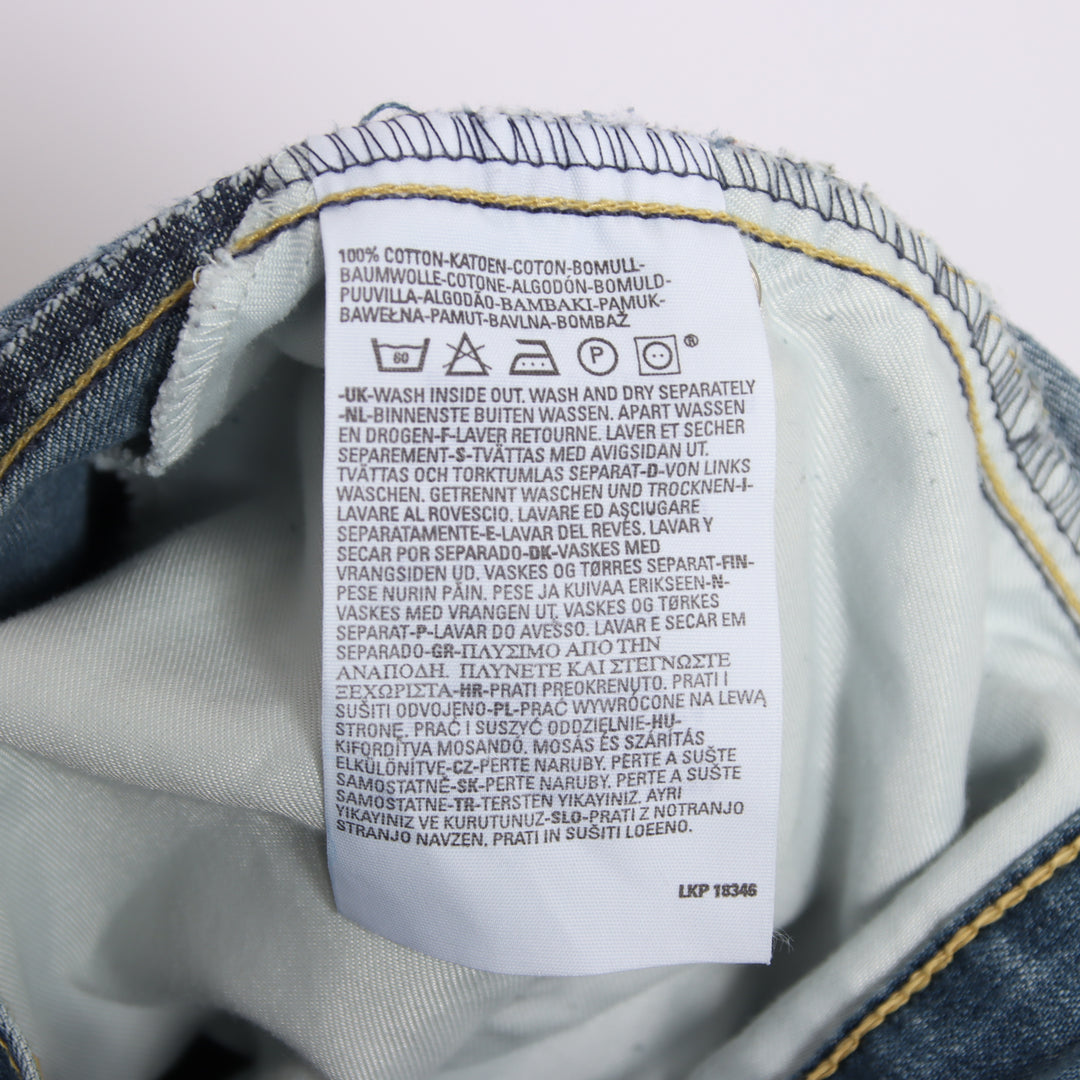 100% COTTON-KATOEN-COTON-BOMULL-
BAUMWOLLE-COTONE-ALGODÓN-BOMULD-
PUUVILLA-ALGODÃO-BAMBAKI-PAMUK-
BAWEŁNA-PAMUT-BAVLNA-BOMBAŽ
60 P ®
-UK-WASH INSIDE OUT. WASH AND DRY SEPARATELY
-NL-BINNENSTE BUITEN WASSEN. APART WASSEN
EN DROGEN-F-LAVER RETOURNE. LAVER ET SECHER
SEPAREMENT-S-TVÄTTAS MED AVIGSIDAN UT.
TVÄTTAS OCH TORKTUMLAS SEPARAT-D-VON LINKS
WASCHEN. GETRENNT WASCHEN UND TROCKNEN-I-
LAVARE AL ROVESCIO. LAVARE ED ASCIUGARE
SEPARATAMENTE-E-LAVAR DEL REVÉS. LAVAR Y
SECAR POR SEPARADO-DK-VASKES MED
VRANGSIDEN UD. VASKES OG TØRRES SEPARAT-FIN-
PESE NURIN PÄIN. PESE JA KUIVAA ERIKSEEN-N-
VASKES MED VRANGEN UT. VASKES OG TØRKES
SEPARAT-P-LAVAR DO AVESSO. LAVAR E SECAR EM
SEPARADO-GR-ΠΛΥΣΙΜΟ ΑΠΟ ΤΗΝ
ΑΝΑΠΟΔΗ. ΠΛΥΝΕΤΕ ΚΑΙ ΣΤΕΓΝΩΣΤΕ
ΞΕΧΩΡΙΣΤΑ-HR-PRATI PREOKRENUTO. PRATI I
SUŠITI ODVOJENO-PL-PRAĆ WYWRÓCONE NA LEWĄ
STRONĘ, PRAĆ I SUSZYĆ ODDZIELNIE-HU-
KIFORDÍTVA MOSANDÓ. MOSÁS ÉS SZÁRÍTÁS
ELKÜLÖNÍTVE-CZ-PERTE NARUBY. PERTE A SUŠTE
SAMOSTATNĚ-SK-PERTE NARUBY. PERTE A SUŠTE
SAMOSTATNE-TR-TERSTEN YIKAYINIZ. AYRI
YIKAYINIZ VE KURUTUNUZ-SLO-PRATI Z NOTRANJO
STRANJO NAVZEN. PRATI IN SUŠITI LOEENO.
LKP 18346